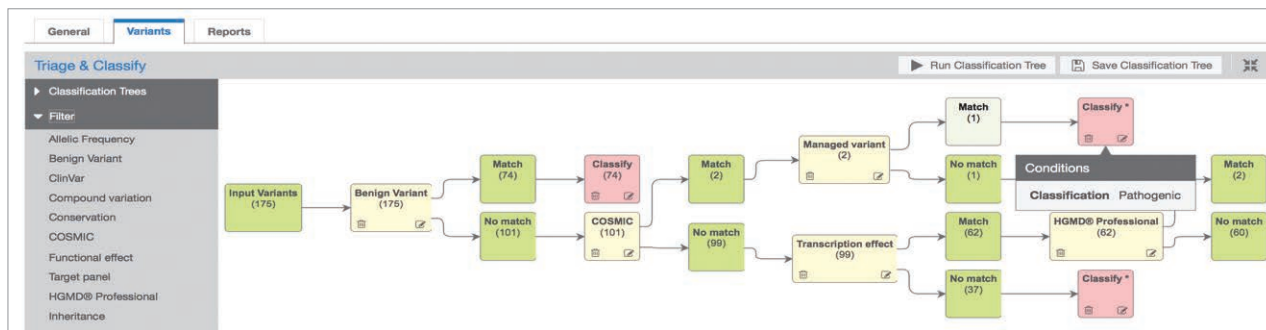 General
Variants
Reports
Triage & Classify
Run Classification Tree
Save Classification Tree
Classification Trees
Filter
Allelic Frequency
Benign Variant
ClinVar
Compound variation
Conservation
COSMIC
Functional effect
Target panel
HGMD® Professional
Inheritance
Input Variants
(175)
Benign Variant
(175)
Match
(74)
No match
(101)
Classify
(74)
COSMIC
(101)
Match
(2)
No match
(99)
Managed variant
(2)
Transcription effect
(99)
Match
(1)
No match
(1)
Match
(62)
No match
(37)
Classify *
Conditions
Classification Pathogenic
HGMD® Professional
(62)
Classify *
Match
(2)
No match
(60)